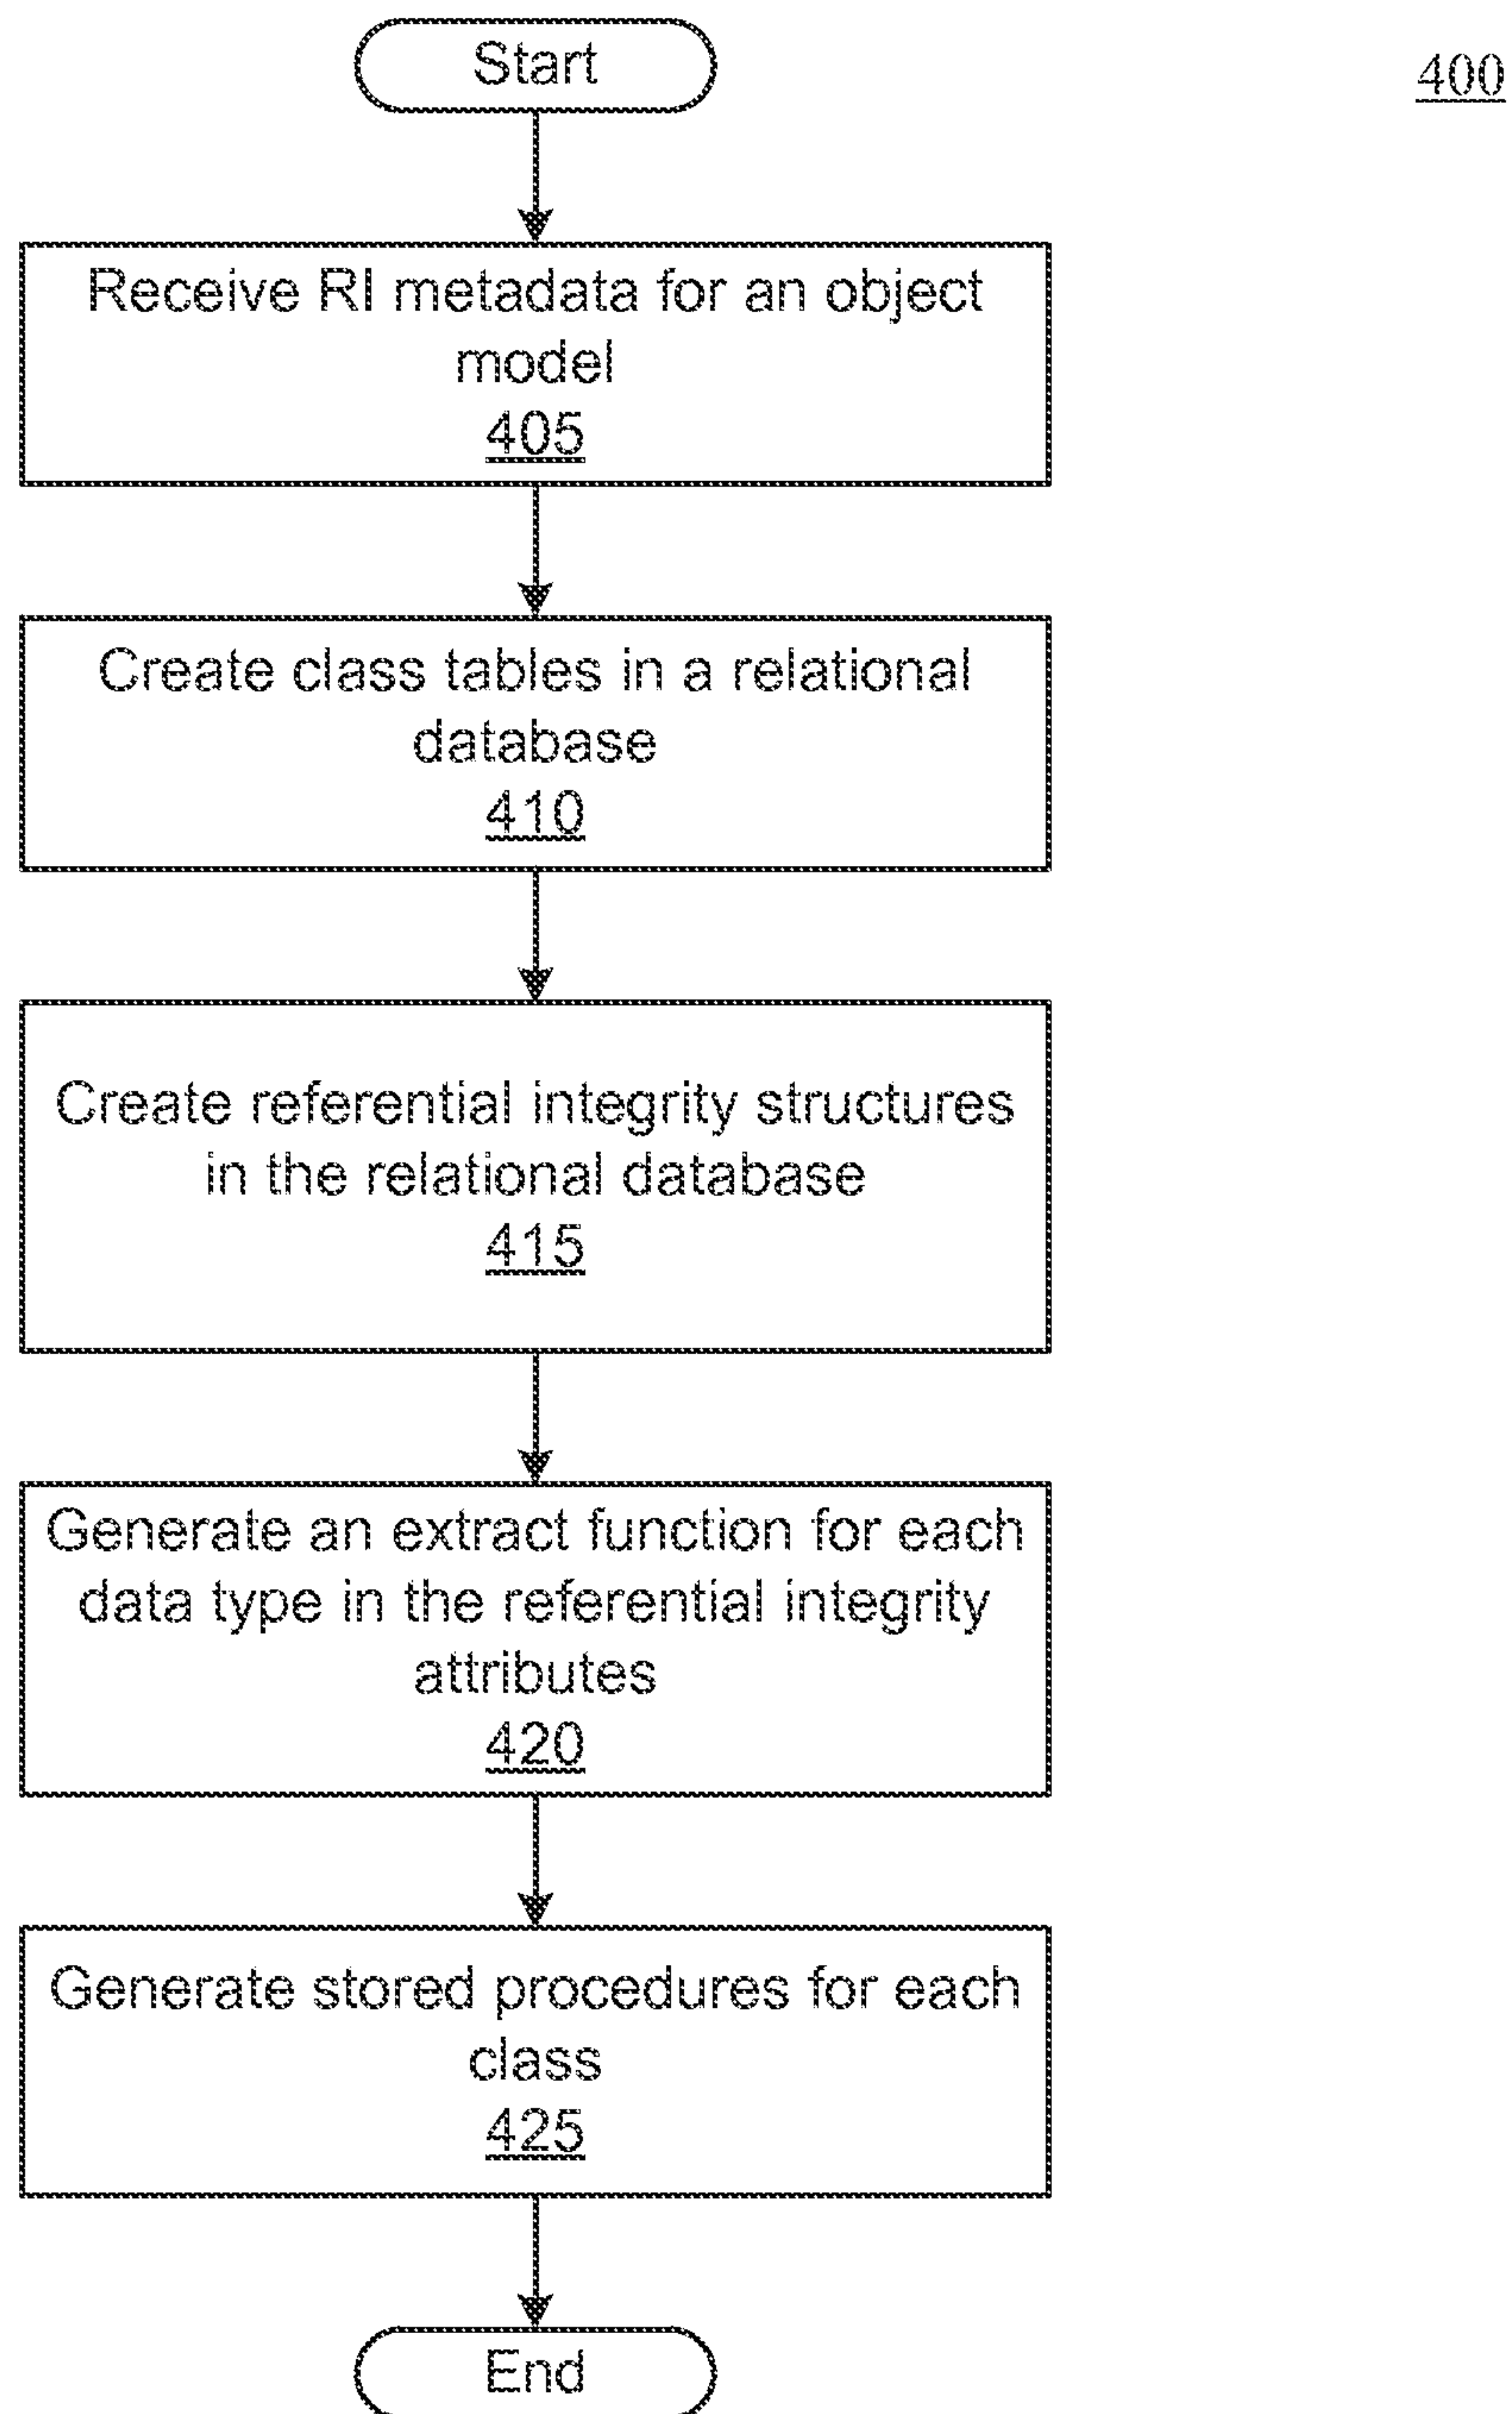 Start
400
Receive RI metadata for an object
model
405
Create class tables in a relational
database
410
Create referential integrity structures
in the relational database
415
Generate an extract function for each
data type in the referential integrity
attributes
420
Generate stored procedures for each
class
425
End